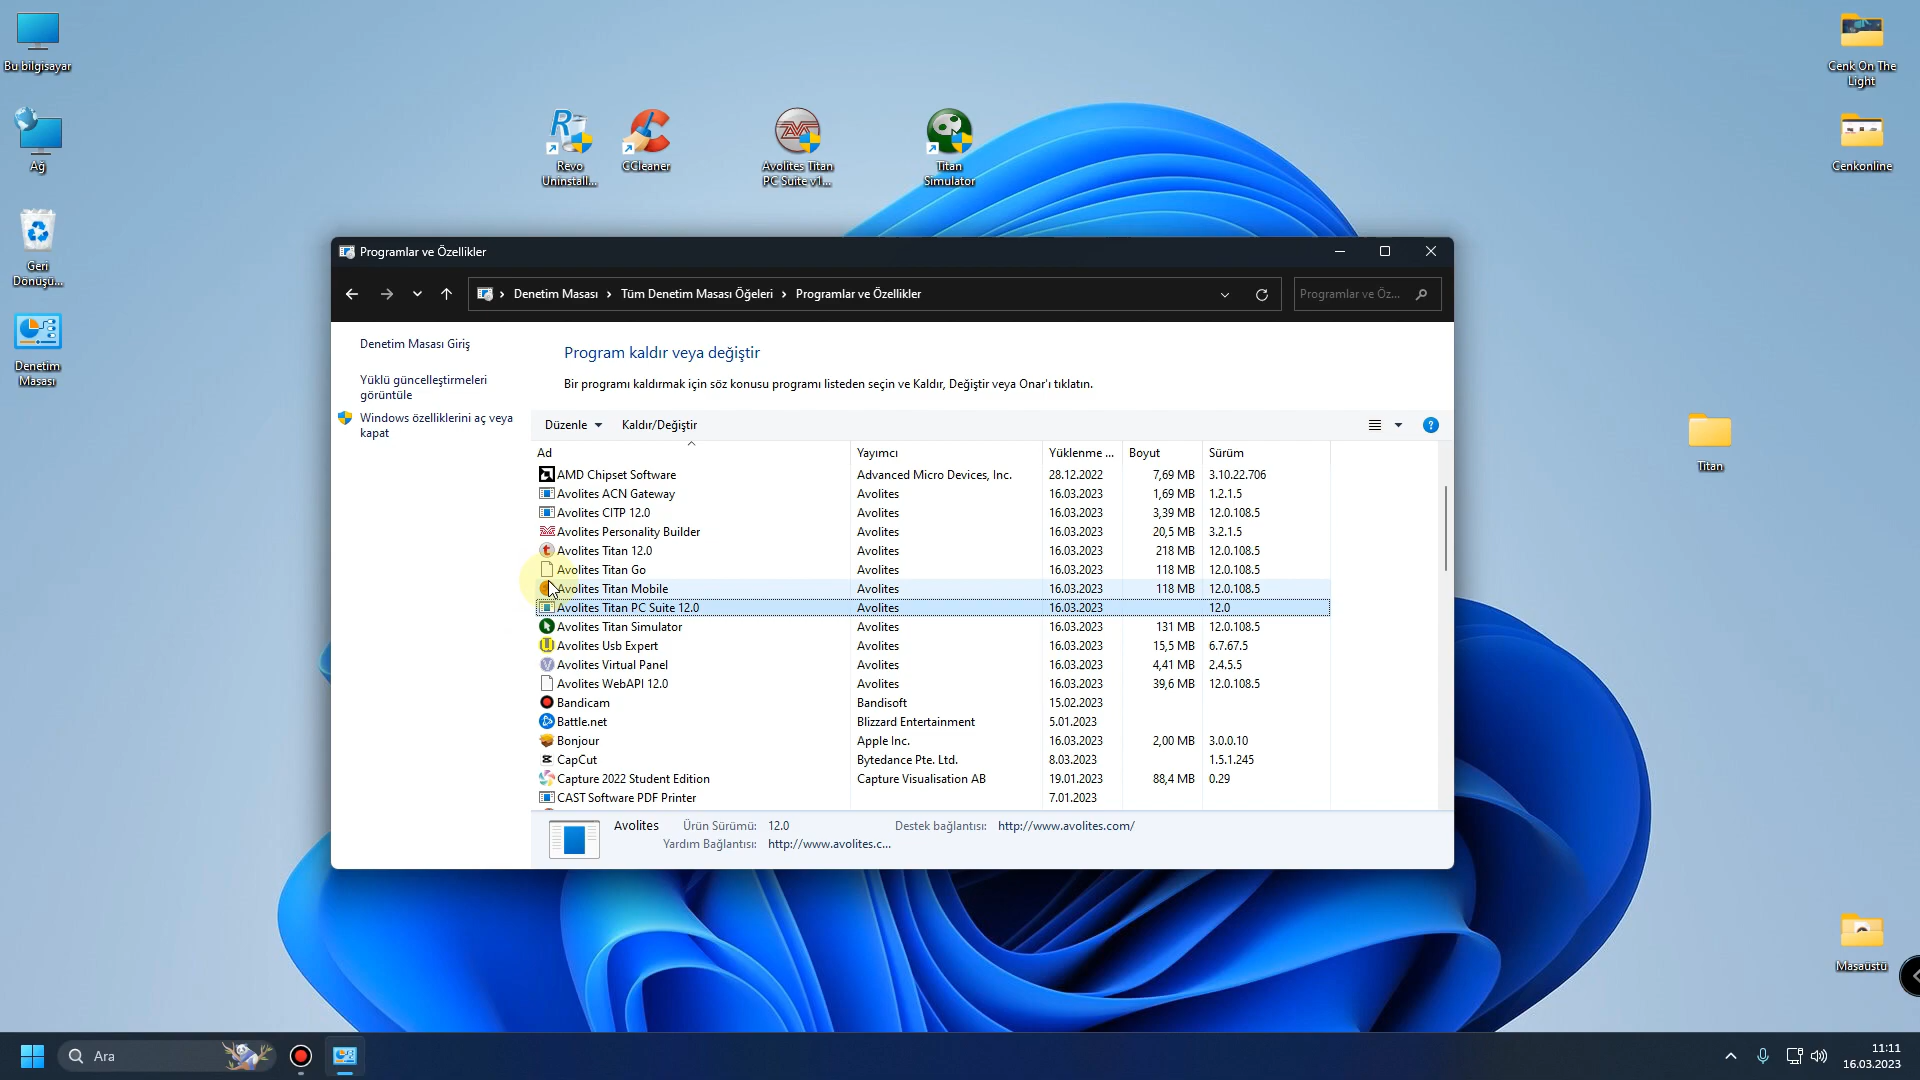 Bu bilgisayar
Ağ
Geri
Dönüşü...
Denetim
Masası
Revo
Uninstall...
CCleaner
Avolites Titan
PC Suite v1...
Titan
Simulator
Cenk On The
Light
Cenkonline
Titan
Masaüstü
Programlar ve Özellikler
Denetim Masası > Tüm Denetim Masası Öğeleri > Programlar ve Özellikler
Programlar ve Öz...
Denetim Masası Giriş
Yüklü güncelleştirmeleri
görüntüle
Windows özelliklerini aç veya
kapat
Program kaldır veya değiştir
Bir programı kaldırmak için söz konusu programı listeden seçin ve Kaldır, Değiştir veya Onar'ı tıklatın.
Düzenle Kaldır/Değiştir
Ad Yayımcı Yüklenme ... Boyut Sürüm
AMD Chipset Software Advanced Micro Devices, Inc. 28.12.2022 7,69 MB 3.10.22.706
Avolites ACN Gateway Avolites 16.03.2023 1,69 MB 1.2.1.5
Avolites CITP 12.0 Avolites 16.03.2023 3,39 MB 12.0.108.5
Avolites Personality Builder Avolites 16.03.2023 20,5 MB 3.2.1.5
Avolites Titan 12.0 Avolites 16.03.2023 218 MB 12.0.108.5
Avolites Titan Go Avolites 16.03.2023 118 MB 12.0.108.5
Avolites Titan Mobile Avolites 16.03.2023 118 MB 12.0.108.5
Avolites Titan PC Suite 12.0 Avolites 16.03.2023 12.0
Avolites Titan Simulator Avolites 16.03.2023 131 MB 12.0.108.5
Avolites Usb Expert Avolites 16.03.2023 15,5 MB 6.7.67.5
Avolites Virtual Panel Avolites 16.03.2023 4,41 MB 2.4.5.5
Avolites WebAPI 12.0 Avolites 16.03.2023 39,6 MB 12.0.108.5
Bandicam Bandisoft 15.02.2023
Battle.net Blizzard Entertainment 5.01.2023
Bonjour Apple Inc. 16.03.2023 2,00 MB 3.0.0.10
CapCut Bytedance Pte. Ltd. 8.03.2023 1.5.1.245
Capture 2022 Student Edition Capture Visualisation AB 19.01.2023 88,4 MB 0.29
CAST Software PDF Printer 7.01.2023
Avolites Ürün Sürümü: 12.0 Destek bağlantısı: http://www.avolites.com/
Yardım Bağlantısı: http://www.avolites.c...
Ara
11:11
16.03.2023